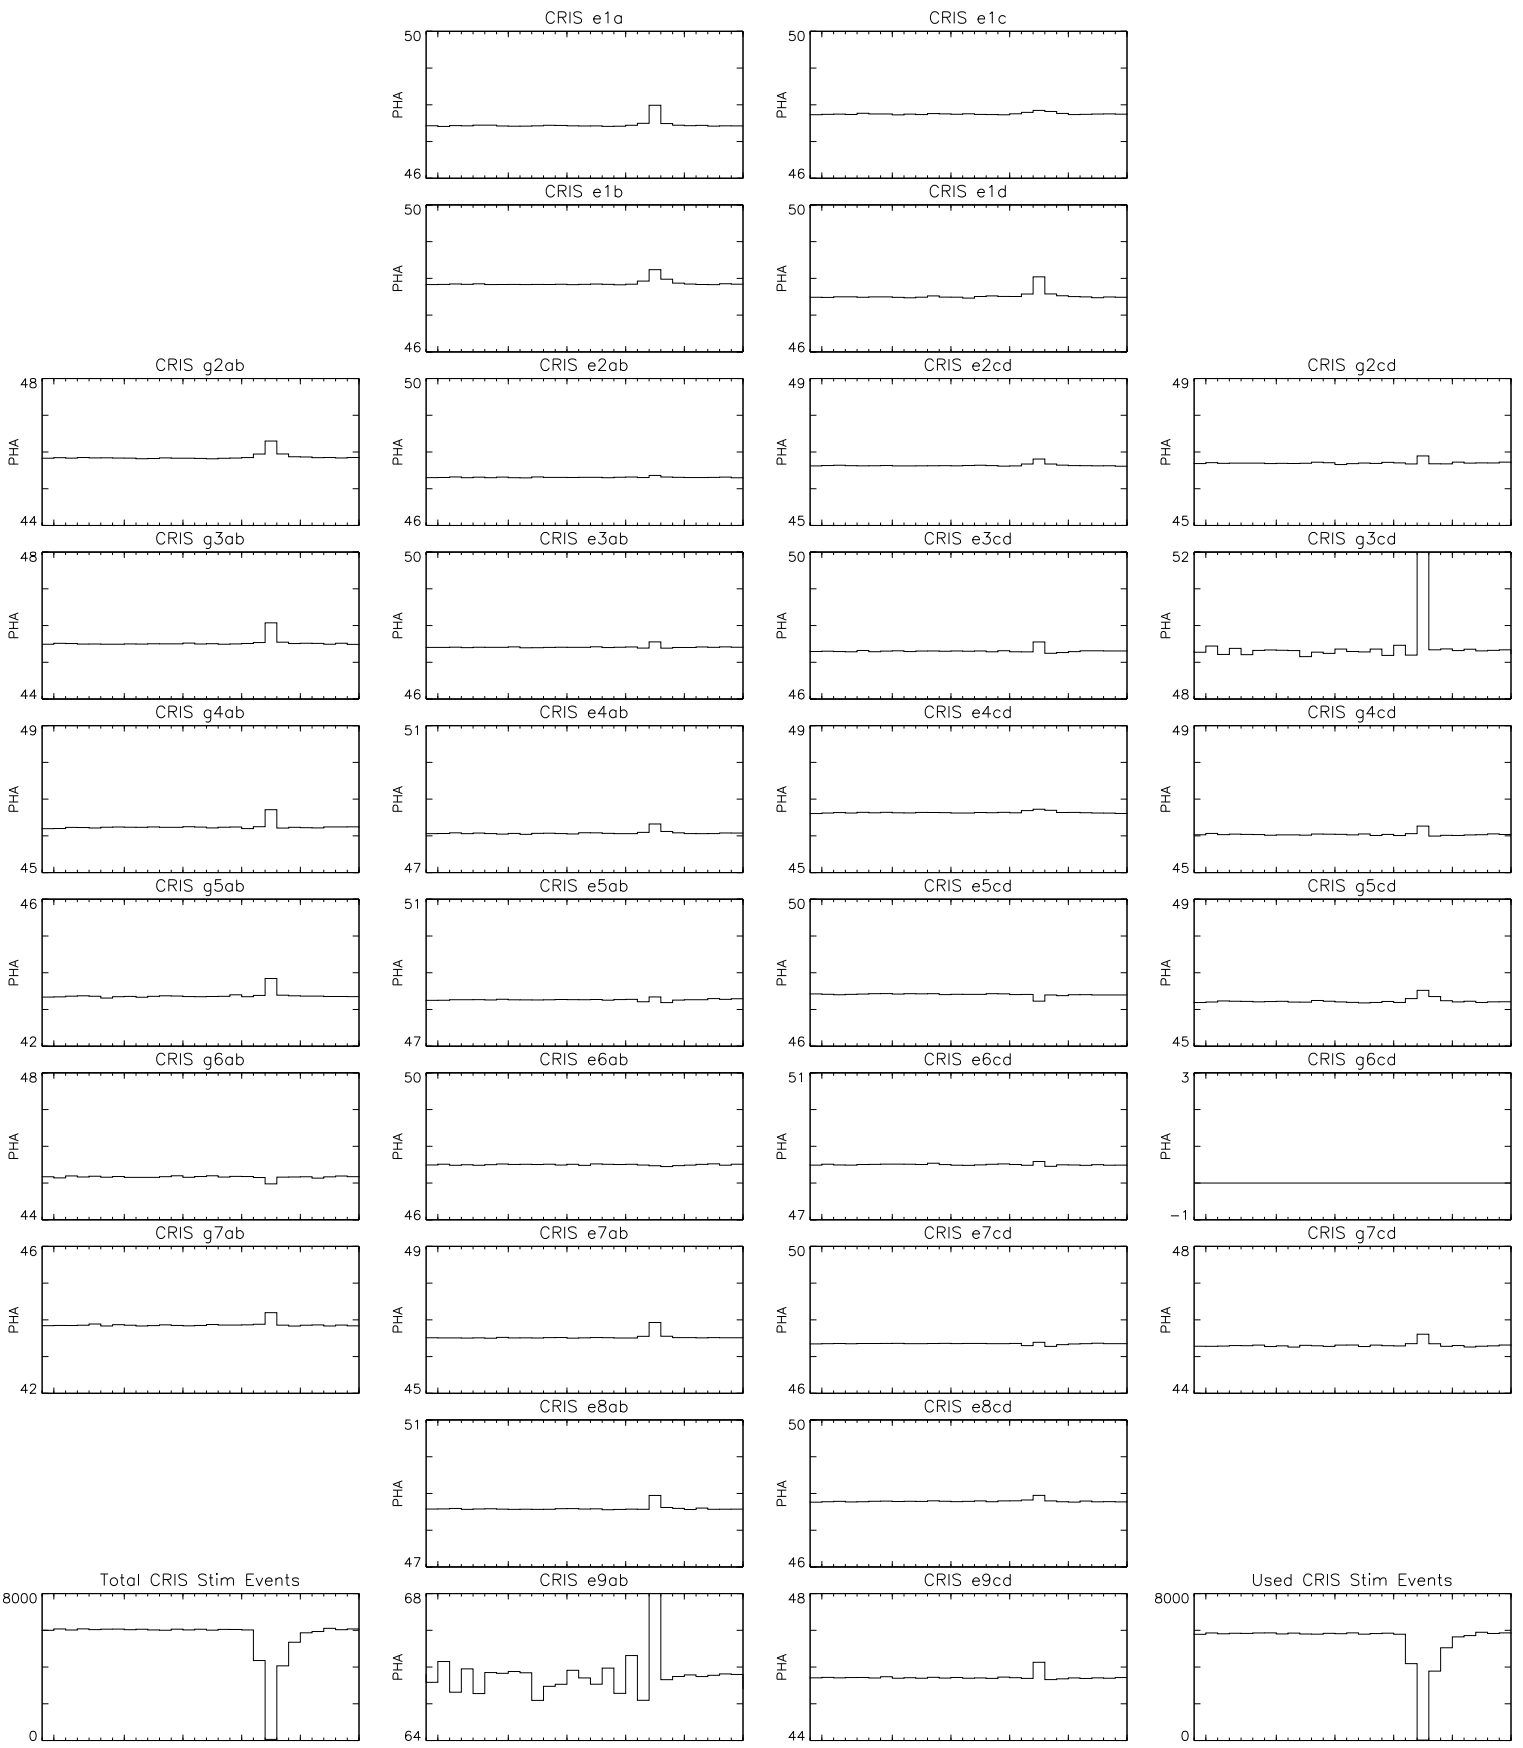 CRIS e1a
CRIS e1c
50
PHA
46
50
PHA
46
CRIS e1b
CRIS e1d
50
PHA
46
50
PHA
46
CRIS g2ab
CRIS e2ab
CRIS e2cd
CRIS g2cd
48
PHA
44
50
PHA
46
49
PHA
45
49
PHA
45
CRIS g3ab
CRIS e3ab
CRIS e3cd
CRIS g3cd
48
PHA
44
50
PHA
46
50
PHA
46
52
PHA
48
CRIS g4ab
CRIS e4ab
CRIS e4cd
CRIS g4cd
49
PHA
45
51
PHA
47
49
PHA
45
49
PHA
45
CRIS g5ab
CRIS e5ab
CRIS e5cd
CRIS g5cd
46
PHA
42
51
PHA
47
50
PHA
46
49
PHA
45
CRIS g6ab
CRIS e6ab
CRIS e6cd
CRIS g6cd
48
PHA
44
50
PHA
46
51
PHA
47
3
PHA
-1
CRIS g7ab
CRIS e7ab
CRIS e7cd
CRIS g7cd
46
PHA
42
49
PHA
45
50
PHA
46
48
PHA
44
CRIS e8ab
CRIS e8cd
51
PHA
47
50
PHA
46
Total CRIS Stim Events
CRIS e9ab
CRIS e9cd
Used CRIS Stim Events
8000
0
68
PHA
64
48
PHA
44
8000
0